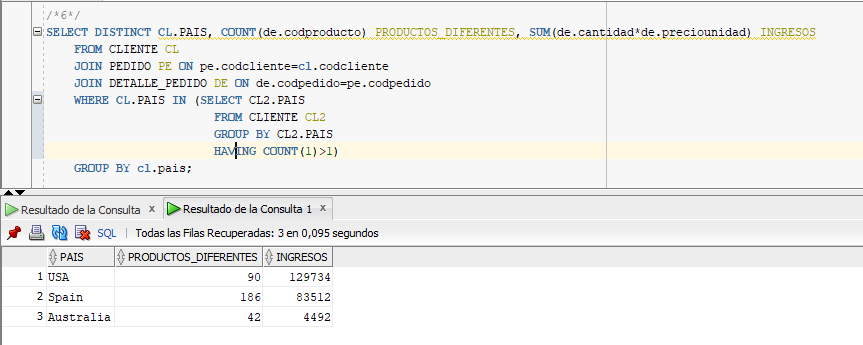 /*6*/
SELECT DISTINCT CL.PAIS, COUNT(de.codproducto) PRODUCTOS_DIFERENTES, SUM(de.cantidad*de.preciounidad) INGRESOS
FROM CLIENTE CL
JOIN PEDIDO PE ON pe.codcliente=cl.codcliente
JOIN DETALLE_PEDIDO DE ON de.codpedido=pe.codpedido
WHERE CL.PAIS IN (SELECT CL2.PAIS
FROM CLIENTE CL2
GROUP BY CL2.PAIS
HAVING COUNT(1)>1)
GROUP BY cl.pais;
Resultado de la Consulta x Resultado de la Consulta 1 x
SQL | Todas las Filas Recuperadas: 3 en 0,095 segundos
PAIS PRODUCTOS_DIFERENTES INGRESOS
1 USA 90 129734
2 Spain 186 83512
3 Australia 42 4492